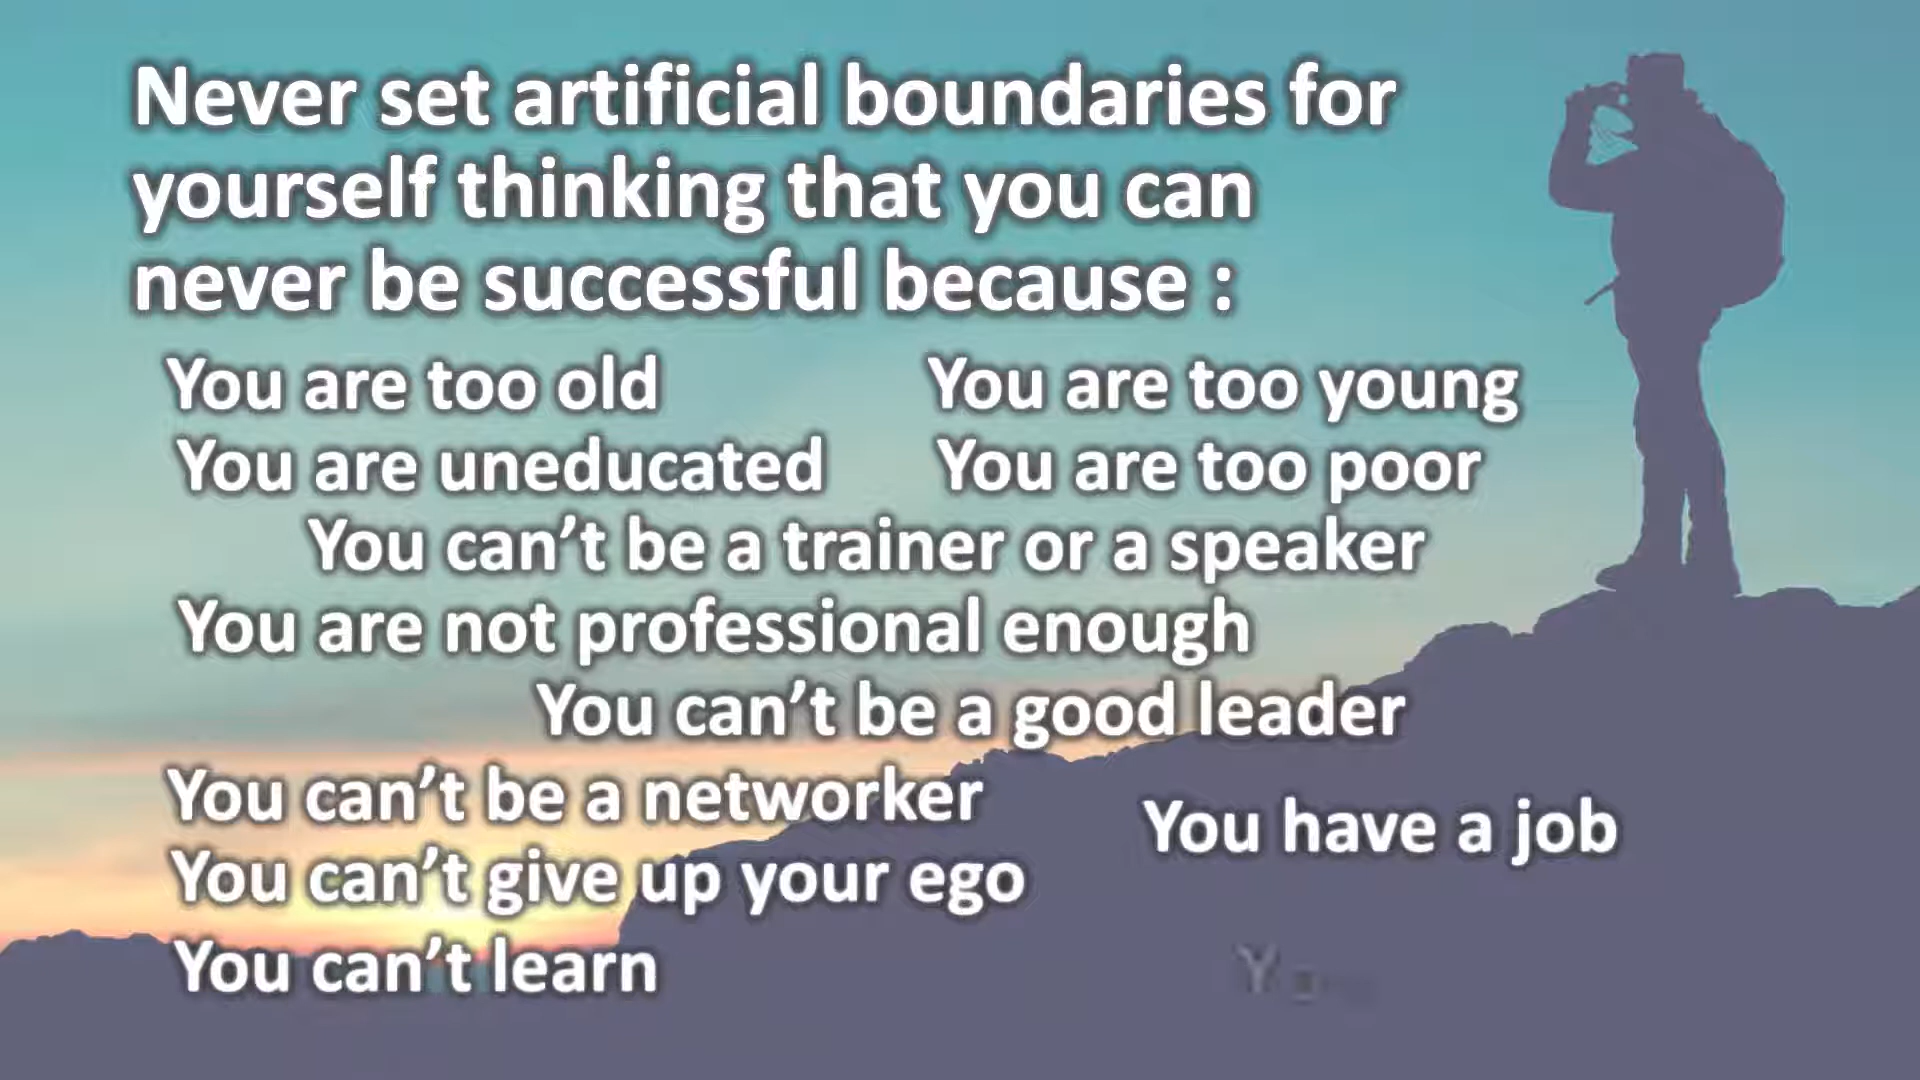 Never set artificial boundaries for
yourself thinking that you can
never be successful because :
You are too old
You are too young
You are uneducated
You are too poor
You can’t be a trainer or a speaker
You are not professional enough
You can’t be a good leader
You can’t be a networker
You have a job
You can’t give up your ego
You can’t learn